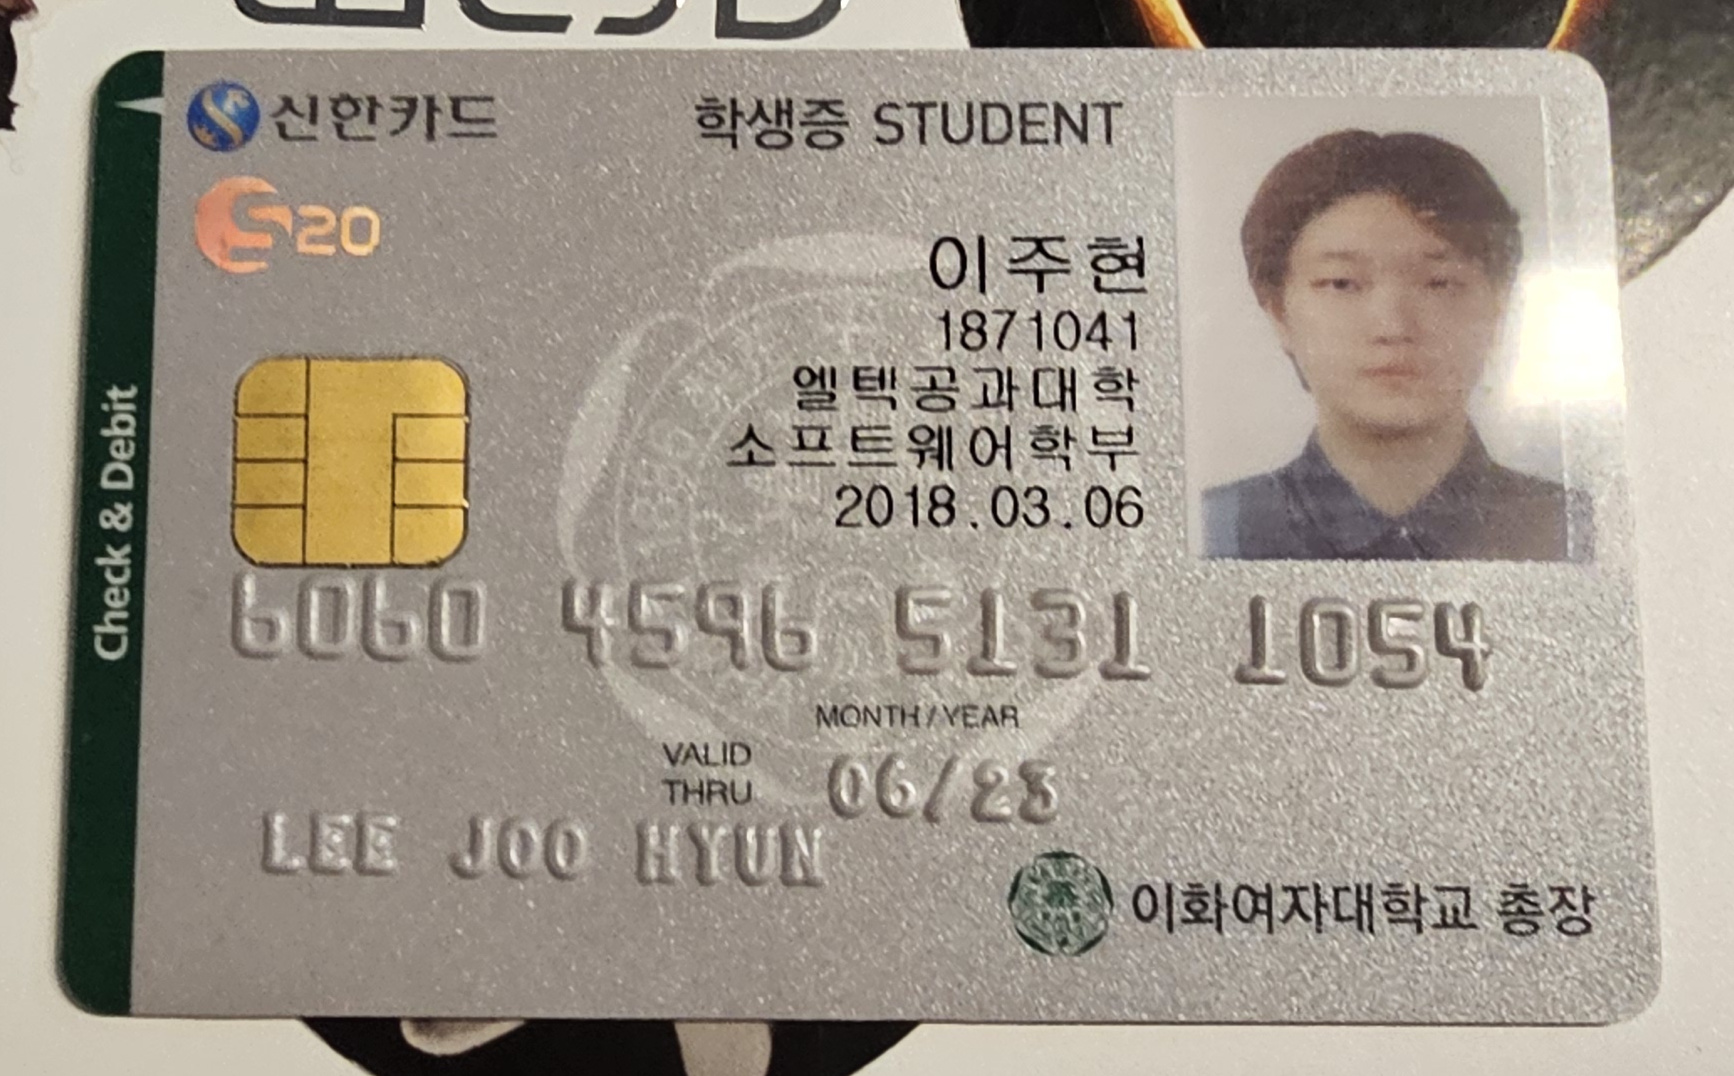 신한카드
학생증 STUDENT
S20
이주현
1871041
엘텍공과대학
소프트웨어학부
2018.03.06
Check & Debit
6060 4596 5131 1054
MONTH/YEAR
VALID
THRU
06/23
LEE JOO HYUN
이화여자대학교 총장